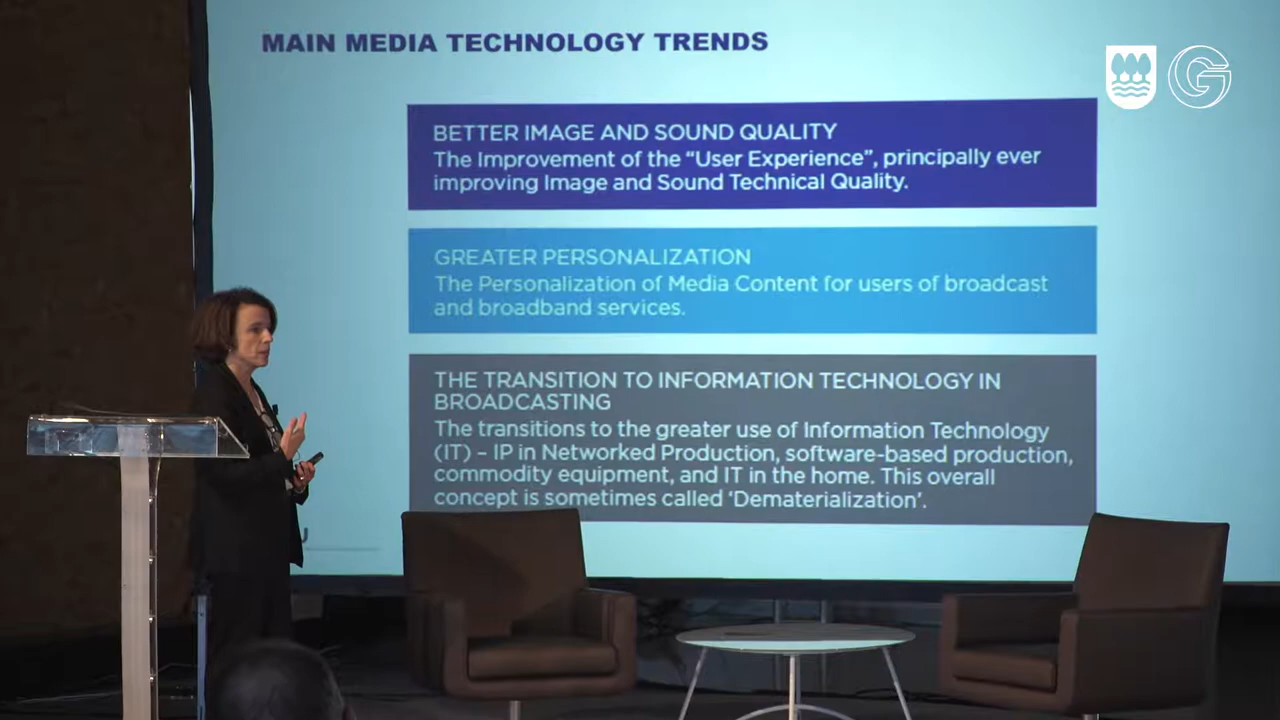 MAIN MEDIA TECHNOLOGY TRENDS
BETTER IMAGE AND SOUND QUALITY
The Improvement of the “User Experience”, principally ever
improving Image and Sound Technical Quality.
GREATER PERSONALIZATION
The Personalization of Media Content for users of broadcast
and broadband services.
THE TRANSITION TO INFORMATION TECHNOLOGY IN
BROADCASTING
The transitions to the greater use of Information Technology
(IT) – IP in Networked Production, software-based production,
commodity equipment, and IT in the home. This overall
concept is sometimes called ‘Dematerialization’.
G